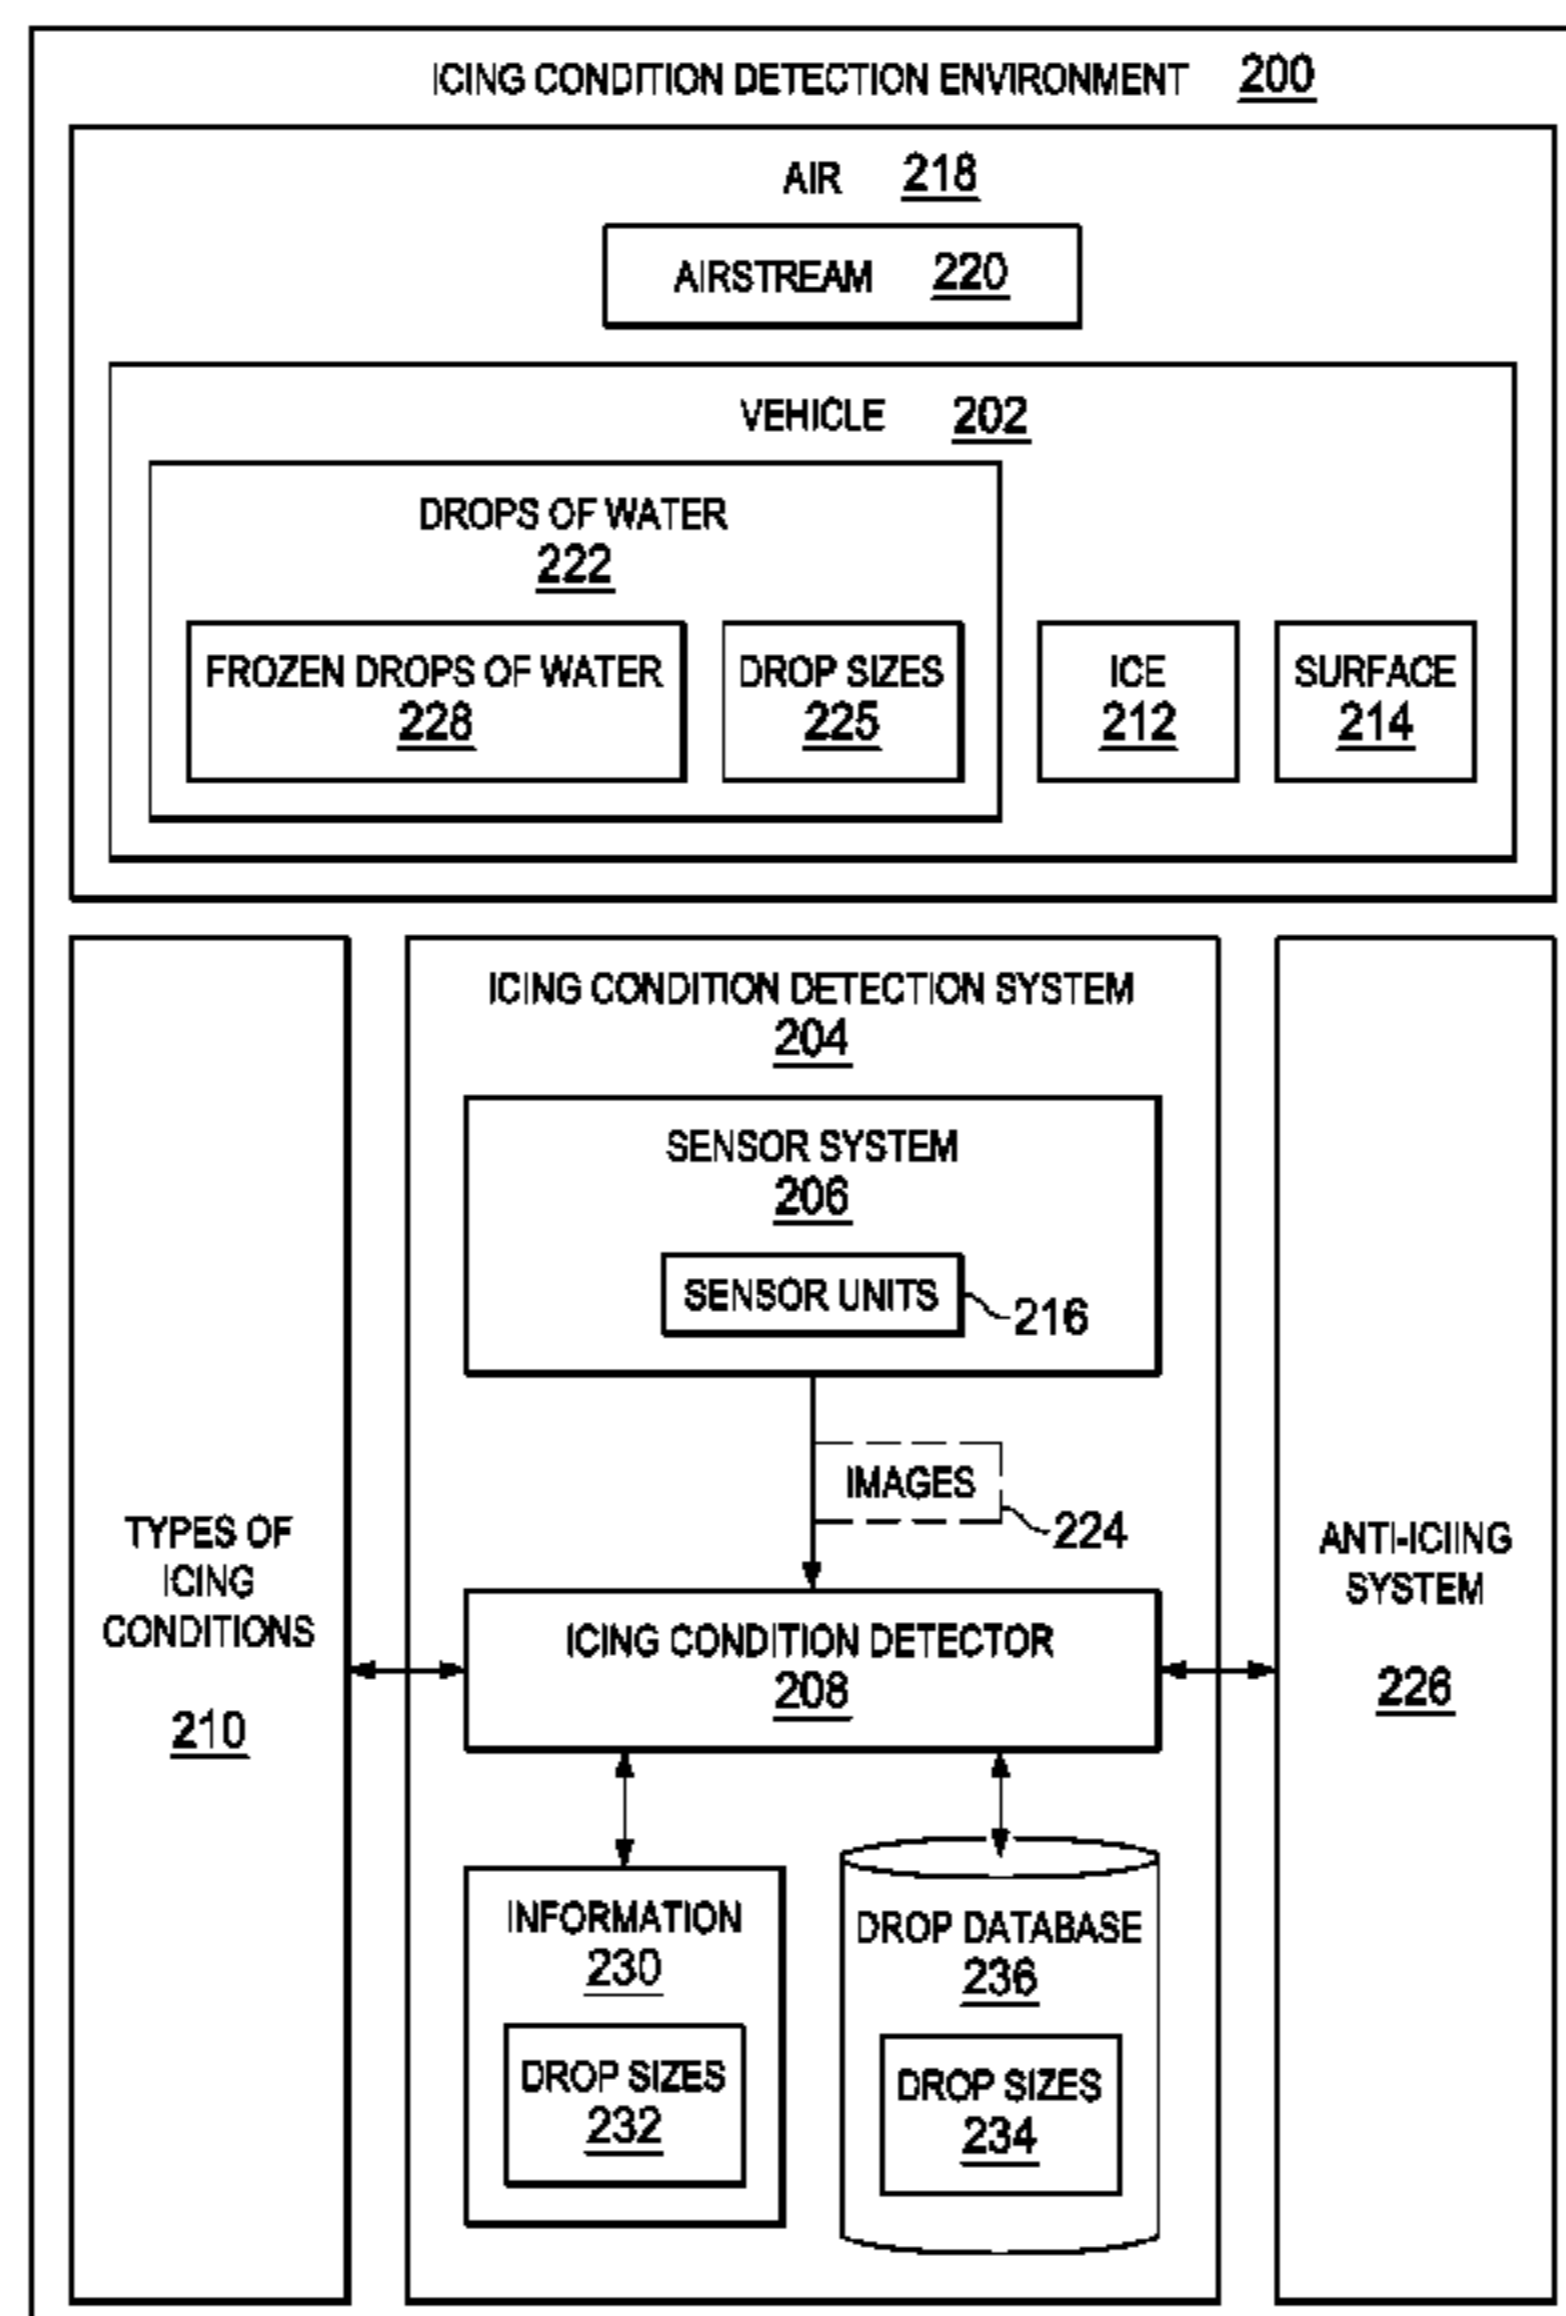 ICING CONDITION DETECTION ENVIRONMENT 200
AIR 218
AIRSTREAM 220
VEHICLE 202
DROPS OF WATER
222
FROZEN DROPS OF WATER
228
DROP SIZES
225
ICE
212
SURFACE
214
TYPES OF
ICING
CONDITIONS
210
ICING CONDITION DETECTION SYSTEM
204
SENSOR SYSTEM
206
SENSOR UNITS
216
IMAGES
224
ICING CONDITION DETECTOR
208
INFORMATION
230
DROP SIZES
232
DROP DATABASE
236
DROP SIZES
234
ANTI-ICIING
SYSTEM
226